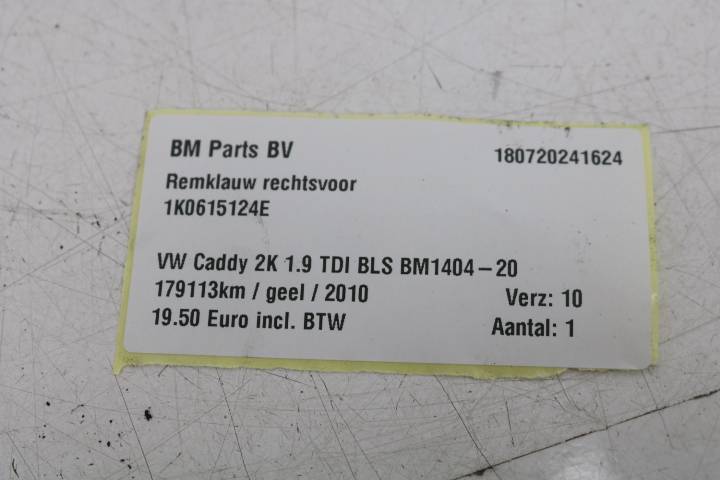 BM Parts BV 180720241624
Remklauw rechtsvoor
1K0615124E
VW Caddy 2K 1.9 TDI BLS BM1404-20
179113km / geel / 2010 Verz: 10
19.50 Euro incl. BTW Aantal: 1